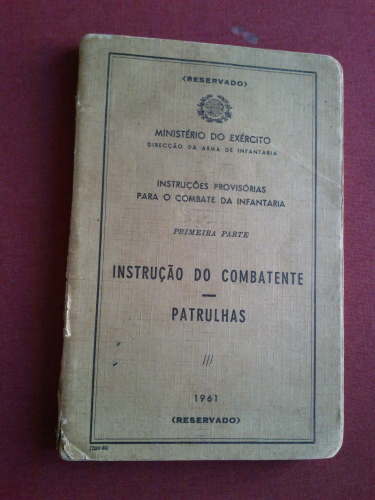 (RESERVADO)
MINISTÉRIO DO EXÉRCITO
DIRECÇÃO DA ARMA DE INFANTARIA
INSTRUÇÕES PROVISÓRIAS
PARA O COMBATE DA INFANTARIA
PRIMEIRA PARTE
INSTRUÇÃO DO COMBATENTE
—
PATRULHAS
///
1961
(RESERVADO)